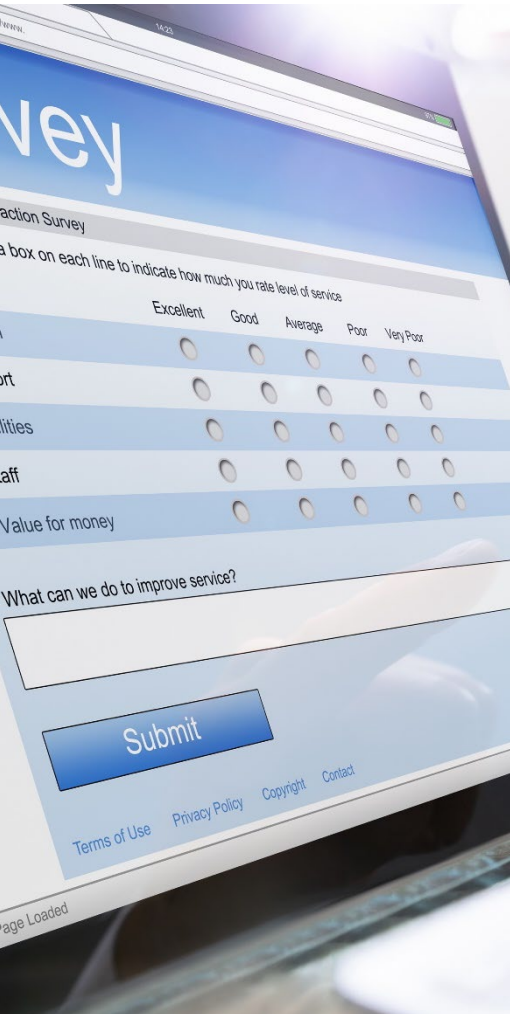 www.
14:23
91%
vey
action Survey
a box on each line to indicate how much you rate level of service
Excellent Good Average Poor Very Poor
ort
lities
aff
Value for money
What can we do to improve service?
Submit
Terms of Use Privacy Policy Copyright Contact
Page Loaded